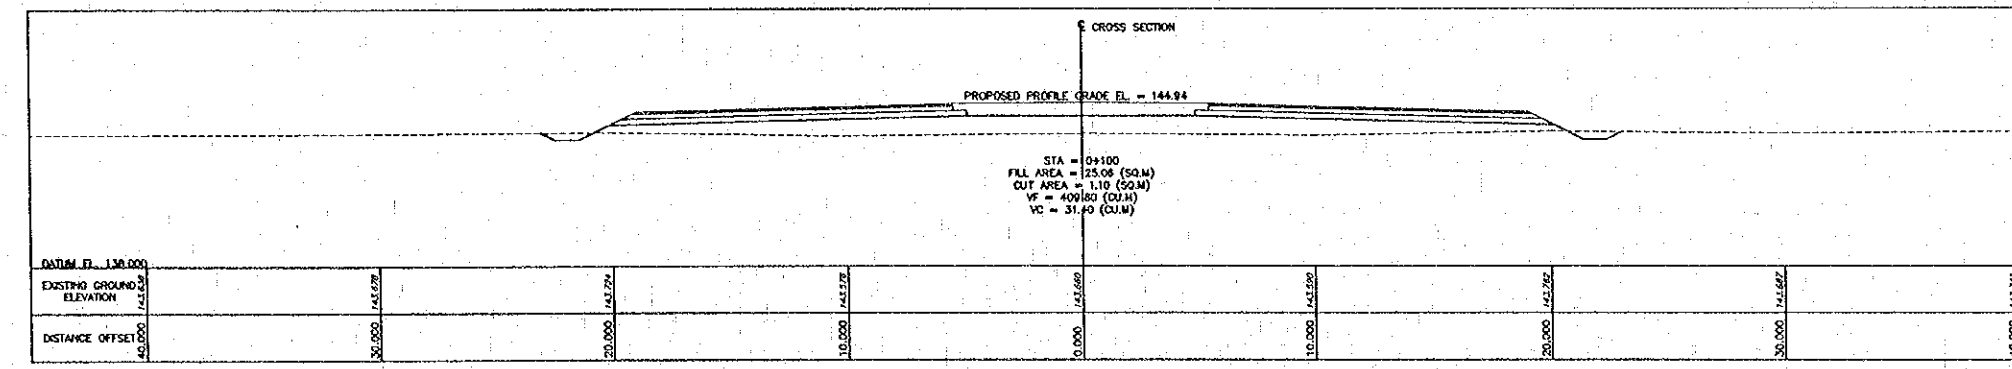 ℄ CROSS SECTION
PROPOSED PROFILE GRADE EL. = 144.94
STA = 0+100
FILL AREA = 25.06 (SQ.M)
CUT AREA = 1.10 (SQ.M)
VF = 409.80 (CU.M)
VC = 31.40 (CU.M)
DATUM EL. 138.000
EXISTING GROUND ELEVATION
143.678
143.794
143.578
143.680
143.590
143.762
143.687
DISTANCE OFFSET
40.000
30.000
20.000
10.000
0.000
10.000
20.000
30.000